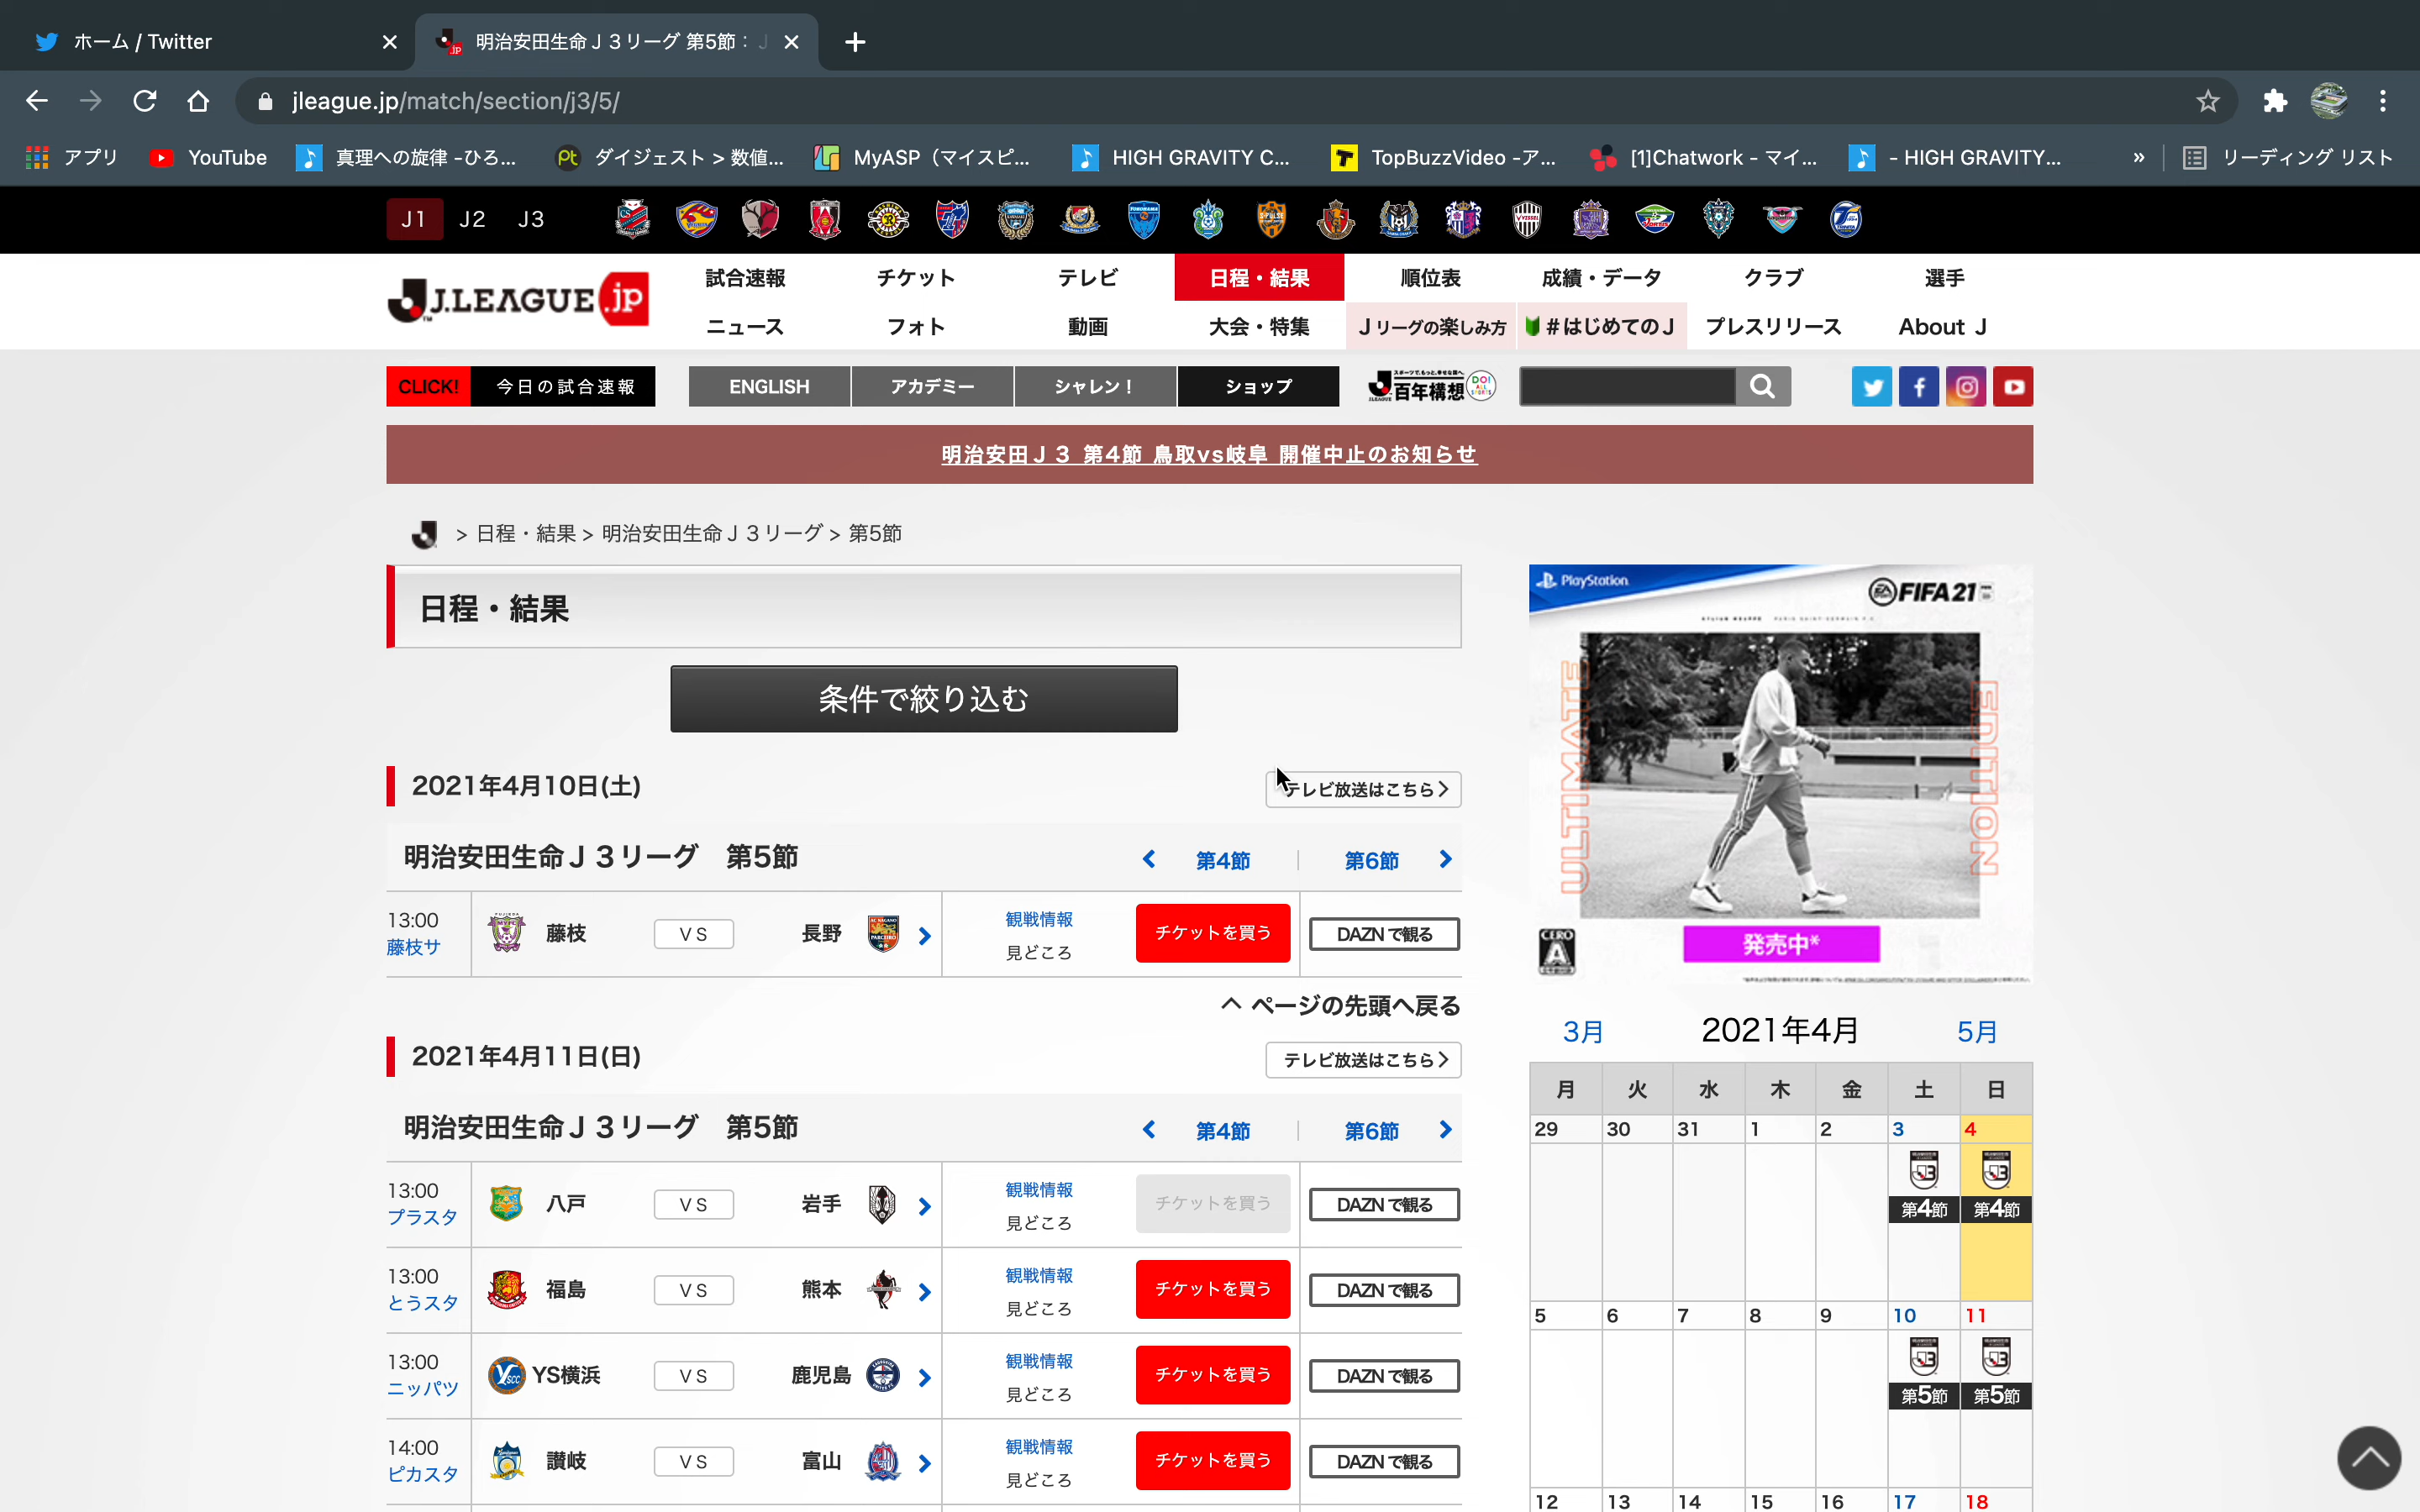 ホーム / Twitter
明治安田生命Ｊ３リーグ 第5節：
jleague.jp/match/section/j3/5/
アプリ
YouTube
真理への旋律 -ひろ...
ダイジェスト > 数値...
MyASP（マイスピ...
HIGH GRAVITY C...
TopBuzzVideo -ア...
[1]Chatwork - マイ...
- HIGH GRAVITY...
»
リーディング リスト
J1 J2 J3
J.LEAGUE.jp
試合速報 チケット テレビ 日程・結果 順位表 成績・データ クラブ 選手
ニュース フォト 動画 大会・特集 Ｊリーグの楽しみ方 #はじめてのＪ プレスリリース About Ｊ
CLICK! 今日の試合速報 ENGLISH アカデミー シャレン！ ショップ 百年構想
明治安田Ｊ３ 第4節 鳥取vs岐阜 開催中止のお知らせ
> 日程・結果 > 明治安田生命Ｊ３リーグ > 第5節
日程・結果
条件で絞り込む
2021年4月10日(土)
テレビ放送はこちら
明治安田生命Ｊ３リーグ　第5節
第4節 | 第6節
13:00
藤枝サ
藤枝 VS 長野
観戦情報
見どころ
チケットを買う
DAZNで観る
ページの先頭へ戻る
2021年4月11日(日)
テレビ放送はこちら
明治安田生命Ｊ３リーグ　第5節
第4節 | 第6節
13:00
プラスタ
八戸 VS 岩手
観戦情報
見どころ
チケットを買う
DAZNで観る
13:00
とうスタ
福島 VS 熊本
観戦情報
見どころ
チケットを買う
DAZNで観る
13:00
ニッパツ
YS横浜 VS 鹿児島
観戦情報
見どころ
チケットを買う
DAZNで観る
14:00
ピカスタ
讃岐 VS 富山
観戦情報
見どころ
チケットを買う
DAZNで観る
PlayStation
EA SPORTS FIFA 21
ULTIMATE
EDITION
CERO
A
発売中*
3月 2021年4月 5月
月 火 水 木 金 土 日
29 30 31 1 2 3 4
第4節 第4節
5 6 7 8 9 10 11
第5節 第5節
12 13 14 15 16 17 18